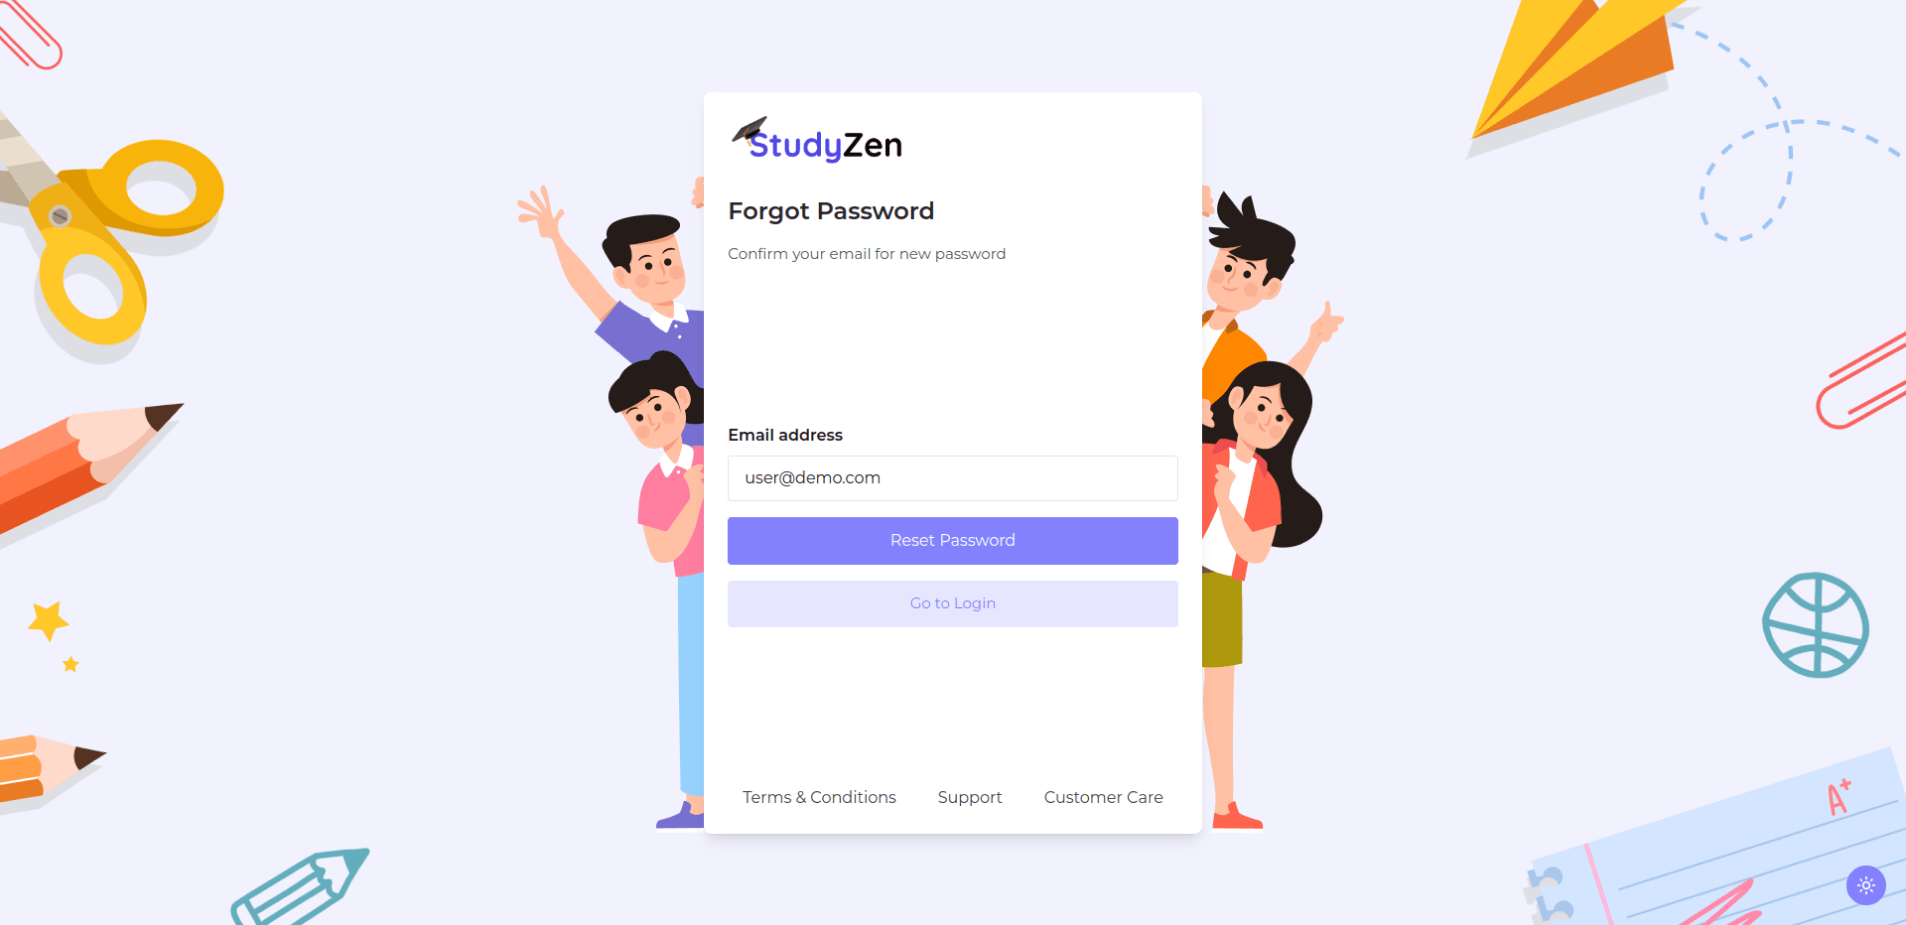 StudyZen
Forgot Password
Confirm your email for new password
Email address
user@demo.com
Reset Password
Go to Login
Terms & Conditions Support Customer Care
A+